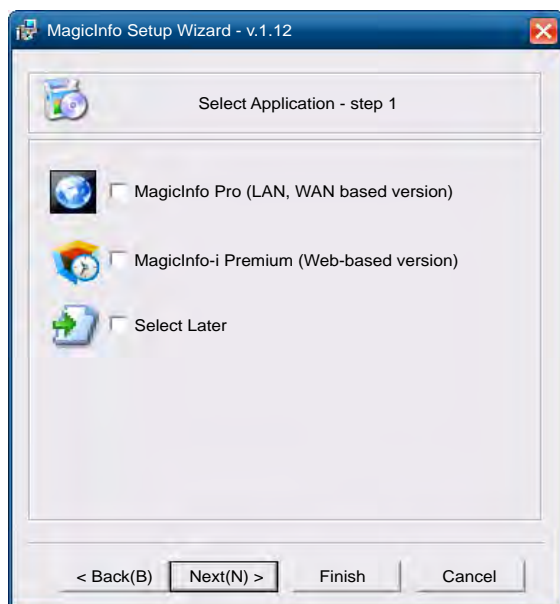 MagicInfo Setup Wizard - v.1.12
Select Application - step 1
MagicInfo Pro (LAN, WAN based version)
MagicInfo-i Premium (Web-based version)
Select Later
< Back(B) Next(N) > Finish Cancel